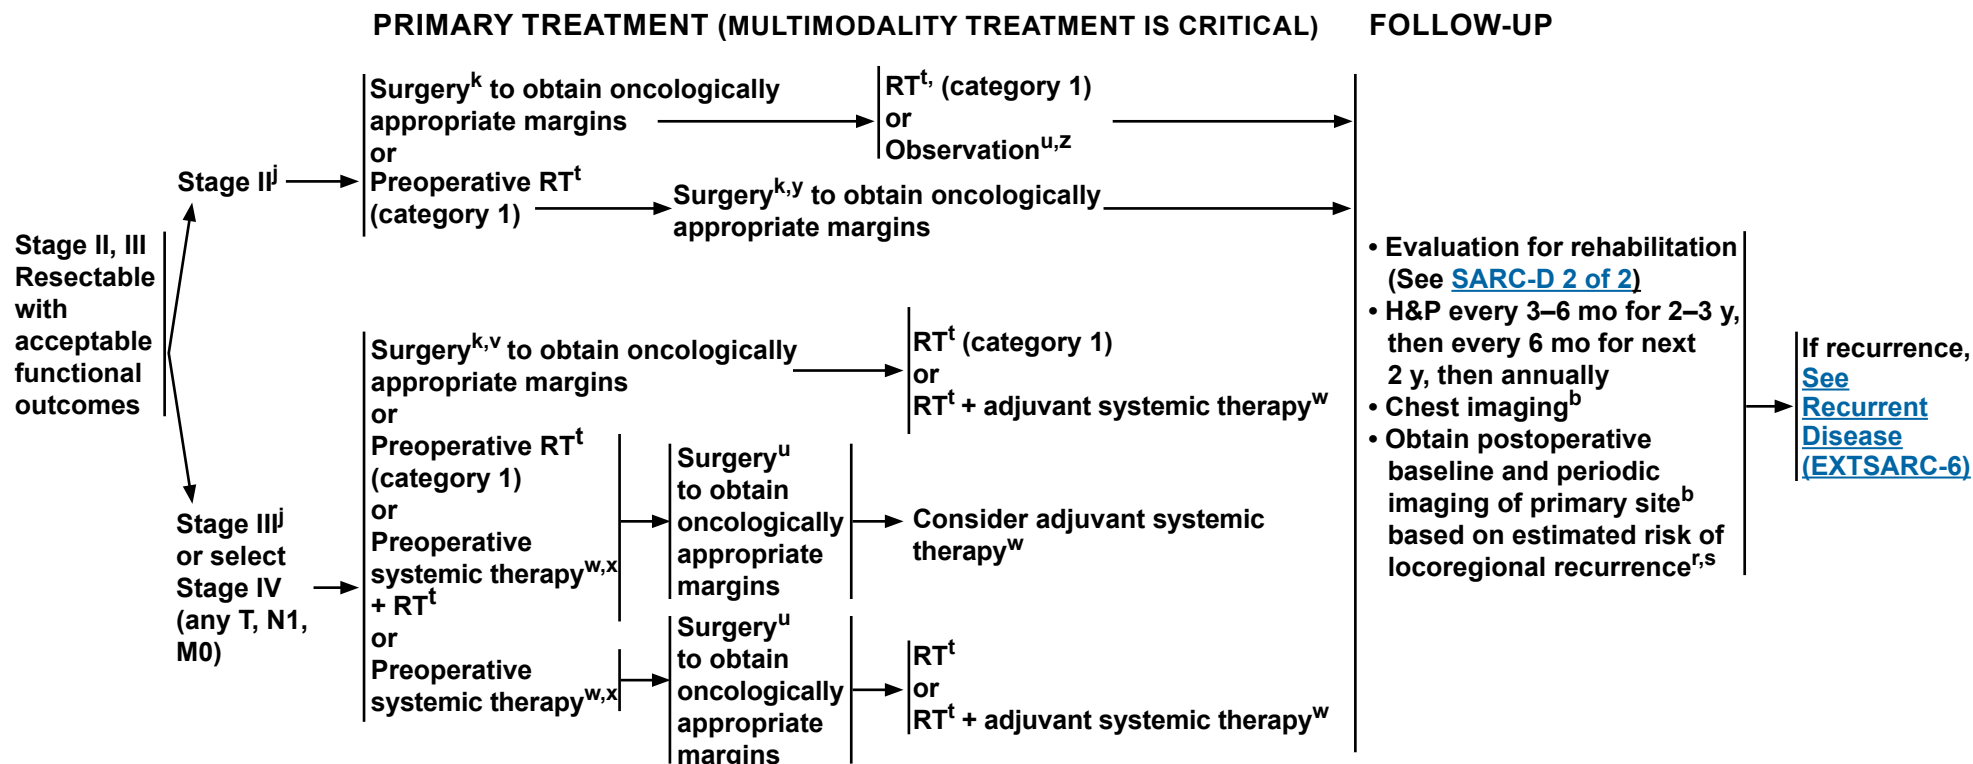 PRIMARY TREATMENT (MULTIMODALITY TREATMENT IS CRITICAL)
FOLLOW-UP
Stage II, III
Resectable
with
acceptable
functional
outcomes
Stage IIj
Surgeryk to obtain oncologically
appropriate margins
or
Preoperative RTt
(category 1)
RTt, (category 1)
or
Observationu,z
Surgeryk,y to obtain oncologically
appropriate margins
Stage IIIj
or select
Stage IV
(any T, N1,
M0)
Surgeryk,v to obtain oncologically
appropriate margins
or
Preoperative RTt
(category 1)
or
Preoperative
systemic therapyw,x
+ RTt
or
Preoperative
systemic therapyw,x
RTt (category 1)
or
RTt + adjuvant systemic therapyw
Surgeryu
to obtain
oncologically
appropriate
margins
Consider adjuvant systemic
therapyw
Surgeryu
to obtain
oncologically
appropriate
margins
RTt
or
RTt + adjuvant systemic therapyw
• Evaluation for rehabilitation
(See SARC-D 2 of 2)
• H&P every 3–6 mo for 2–3 y,
then every 6 mo for next
2 y, then annually
• Chest imagingb
• Obtain postoperative
baseline and periodic
imaging of primary siteb
based on estimated risk of
locoregional recurrencer,s
If recurrence,
See
Recurrent
Disease
(EXTSARC-6)